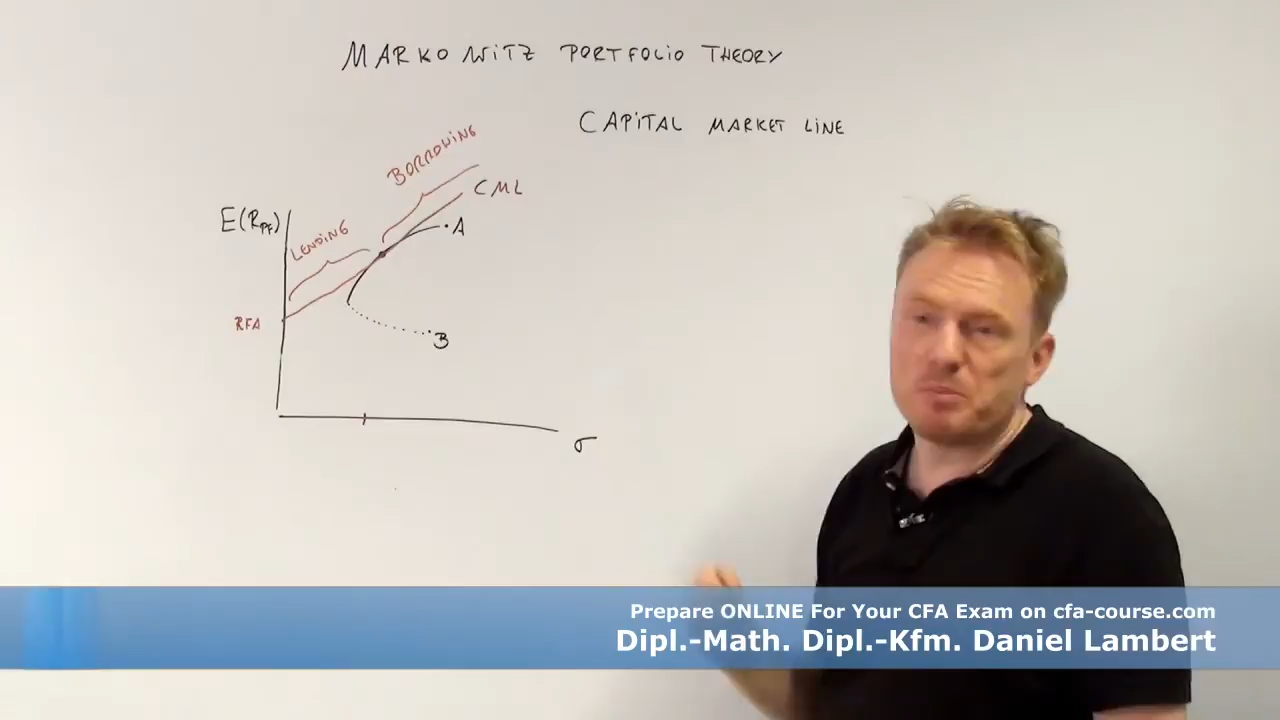 MARKOWITZ PORTFOLIO THEORY
CAPITAL MARKET LINE
BORROWING
CML
E(RPF)
A
LENDING
RFA
B
σ
Prepare ONLINE For Your CFA Exam on cfa-course.com
Dipl.-Math. Dipl.-Kfm. Daniel Lambert